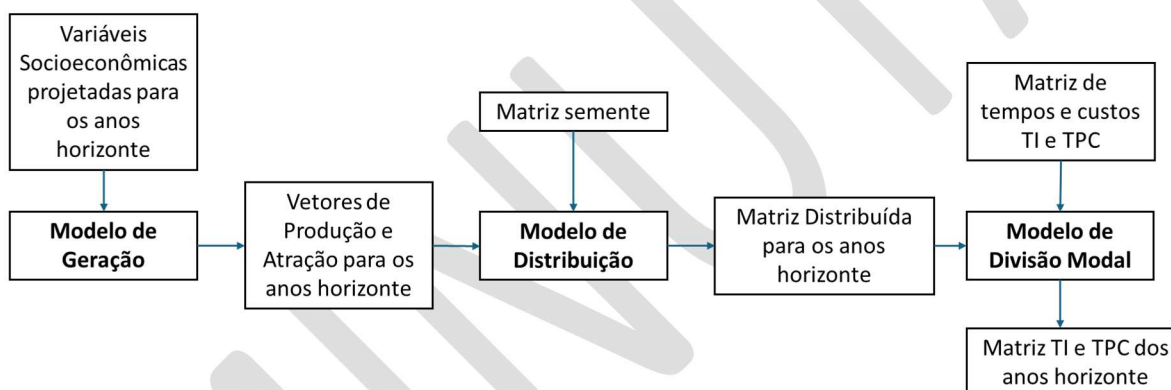 Variáveis
Socioeconômicas
projetadas para
os anos
horizonte
Matriz semente
Matriz de
tempos e custos
TI e TPC
Modelo de
Geração
Vetores de
Produção e
Atração para os
anos horizonte
Modelo de
Distribuição
Matriz Distribuída
para os anos
horizonte
Modelo de
Divisão Modal
Matriz TI e TPC dos
anos horizonte